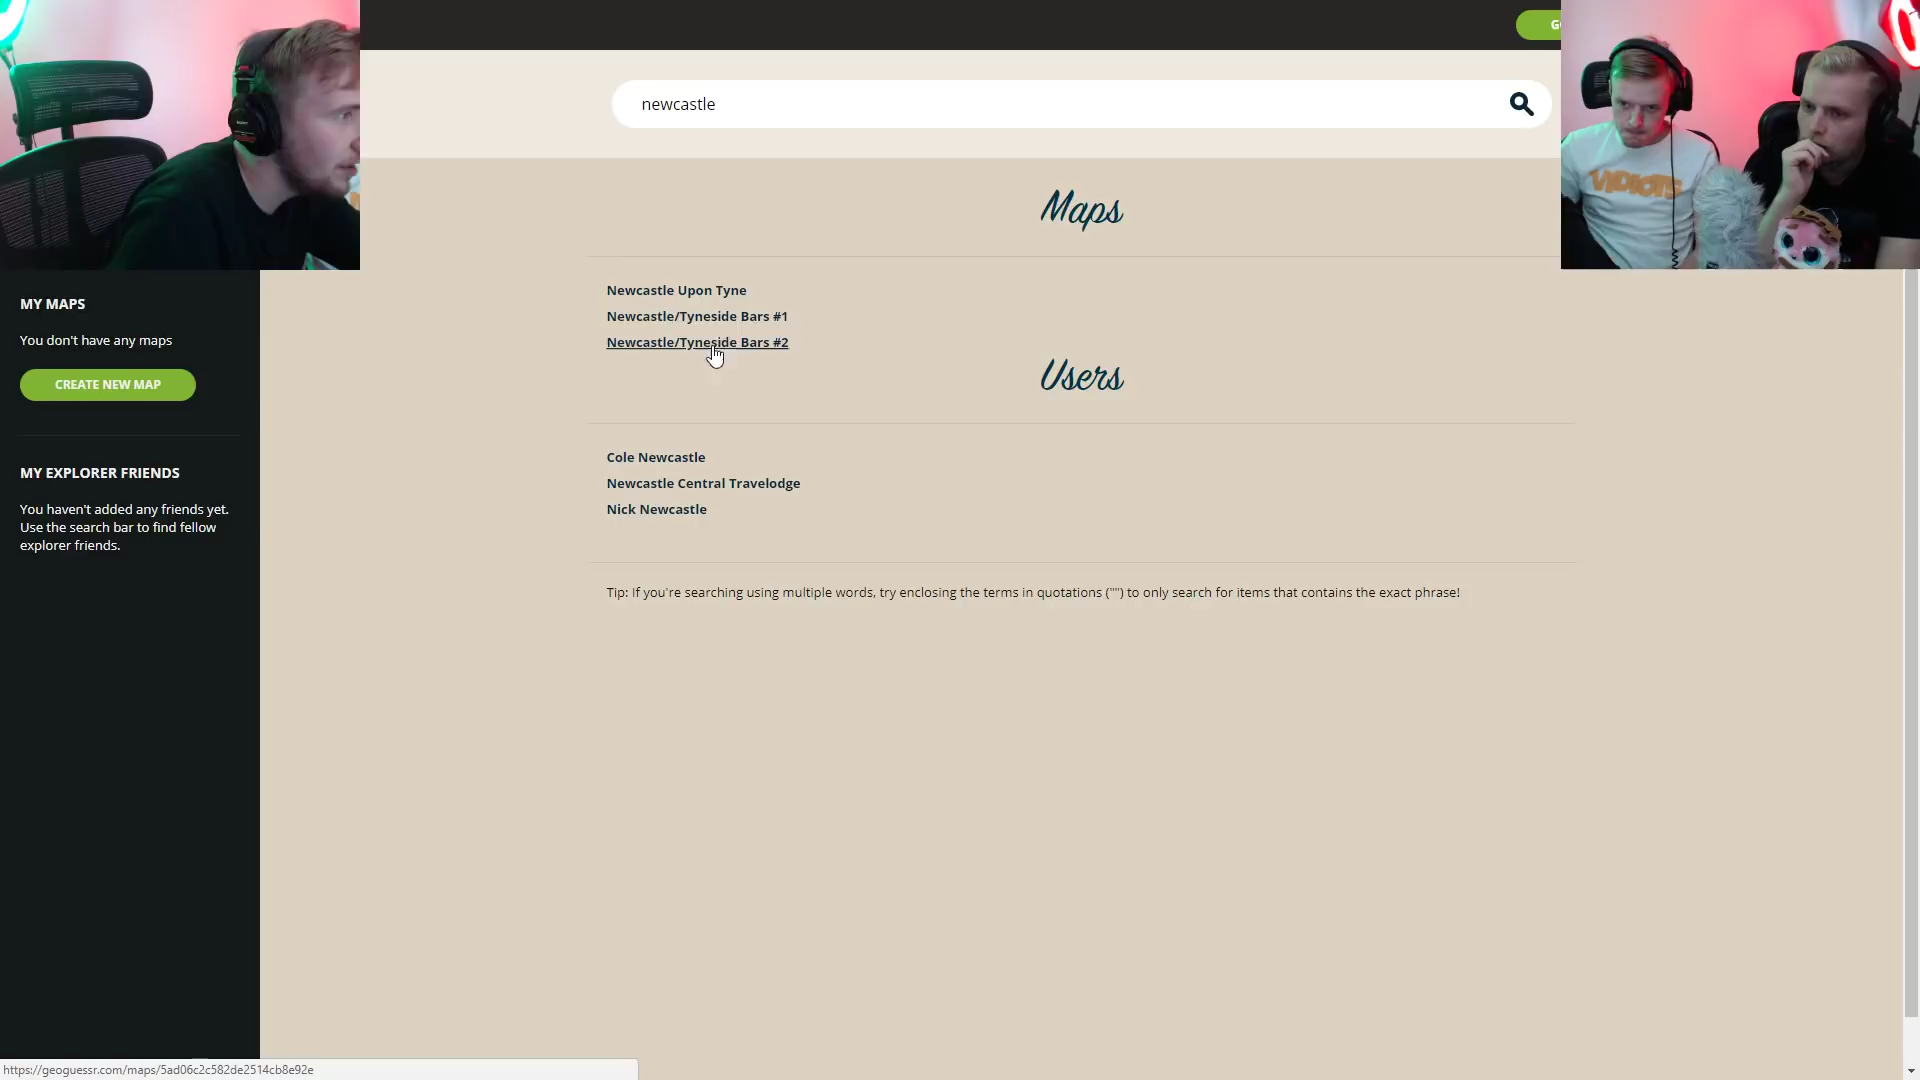 newcastle
VIDIOTS
Maps
Newcastle Upon Tyne
Newcastle/Tyneside Bars #1
Newcastle/Tyneside Bars #2
Users
Cole Newcastle
Newcastle Central Travelodge
Nick Newcastle
Tip: If you're searching using multiple words, try enclosing the terms in quotations ("") to only search for items that contains the exact phrase!
MY MAPS
You don't have any maps
CREATE NEW MAP
MY EXPLORER FRIENDS
You haven't added any friends yet.
Use the search bar to find fellow
explorer friends.
https://geoguessr.com/maps/5ad06c2c582de2514cb8e92e